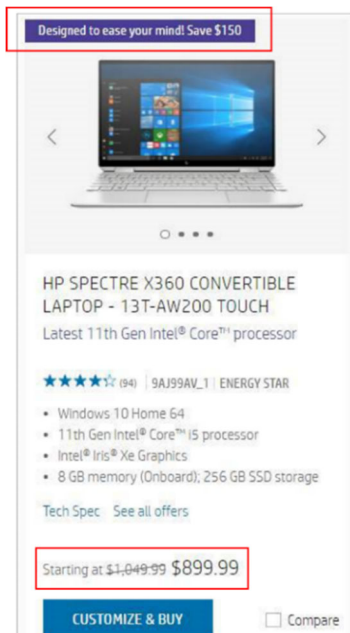 Designed to ease your mind! Save $150
HP SPECTRE X360 CONVERTIBLE
LAPTOP - 13T-AW200 TOUCH
Latest 11th Gen Intel® Core™ processor
(94) 9AJ99AV_1 ENERGY STAR
• Windows 10 Home 64
• 11th Gen Intel® Core™ i5 processor
• Intel® Iris® Xe Graphics
• 8 GB memory (Onboard); 256 GB SSD storage
Tech Spec See all offers
Starting at $1,049.99 $899.99
CUSTOMIZE & BUY Compare